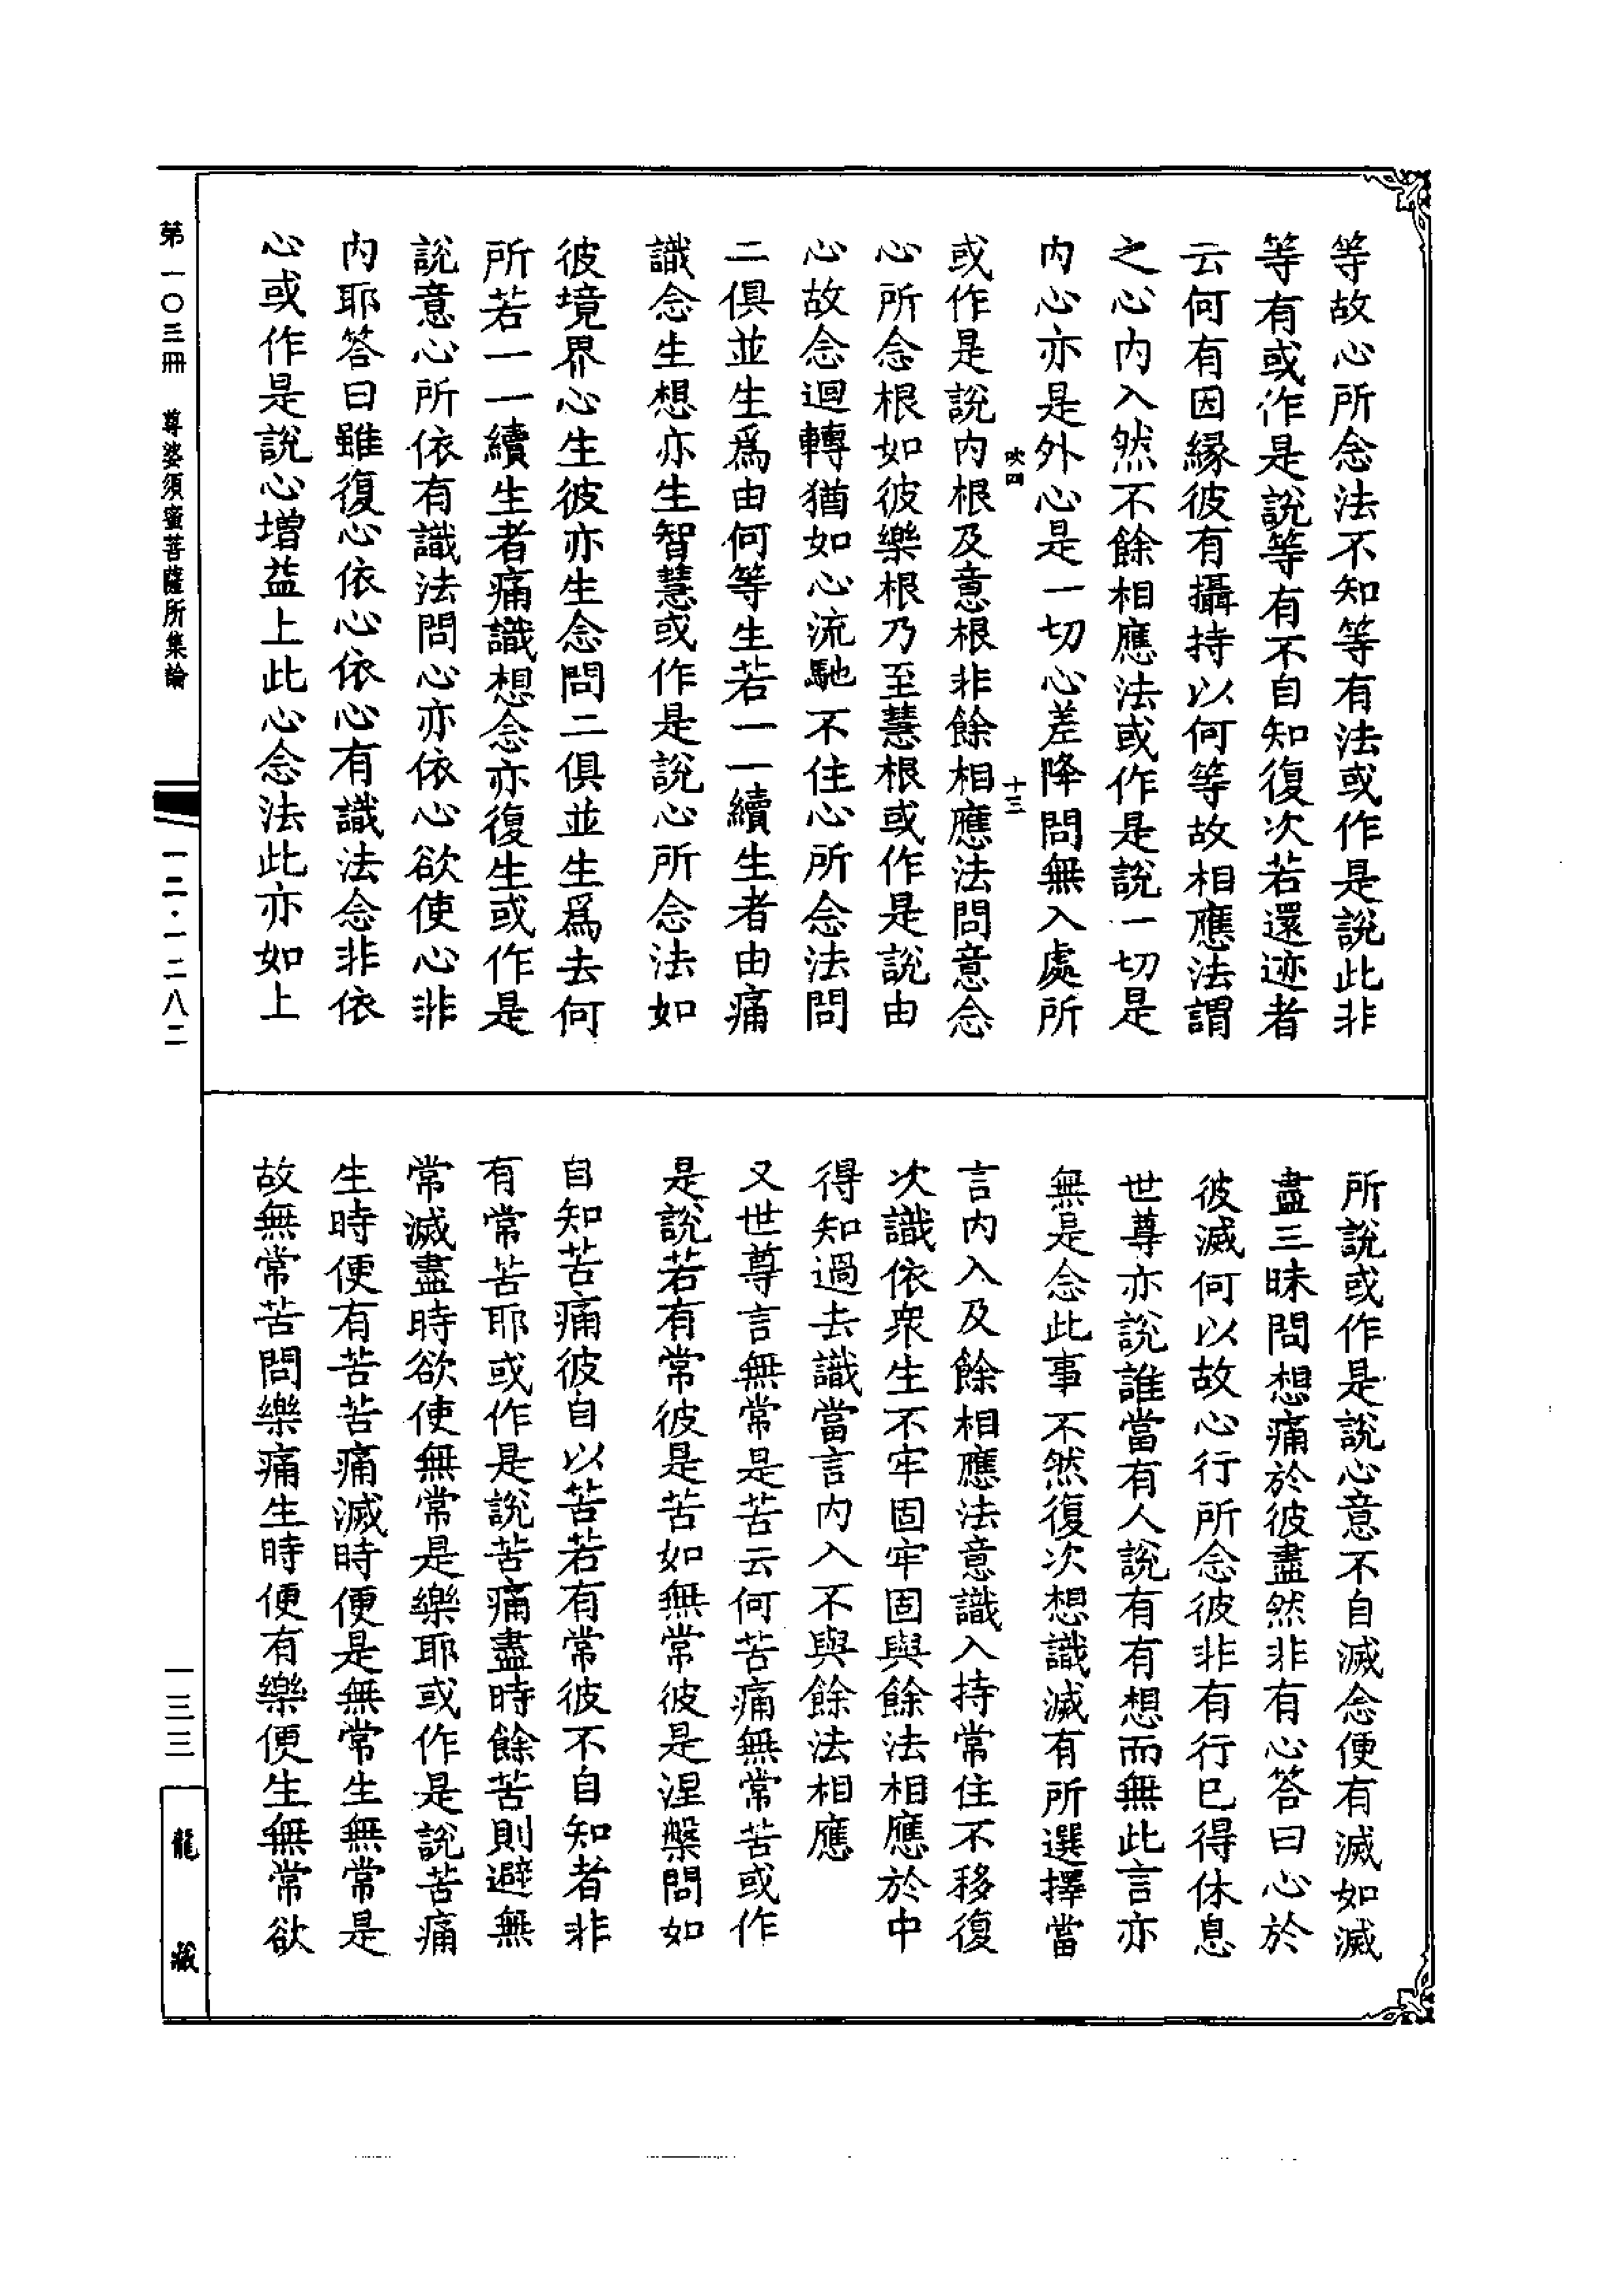 等故心所念法不知等有法或作是說此非
等有或作是說等有不自知復次若還迹者
云何有因緣彼有攝持以何等故相應法謂
之心內入然不餘相應法或作是說一切是
內心亦是外心是一切心差降問無入處所
十三
或作是說內根及意根非餘相應法問意念
心所念根如彼樂根乃至慧根或作是說由
心故念迴轉猶如心流馳不住心所念法問
二俱並生為由何等生若一一續生者由痛
識念生想亦生智慧或作是說心所念法如
彼境界心生彼亦生念問二俱並生為去何
所若一一續生者痛識想念亦復生或作是
說意心所依有識法問心亦依心欲使心非
內耶答曰雖復心依心依心有識法念非依
心或作是說心增益上此心念法此亦如上
所說或作是說心意不自滅念便有滅如滅
盡三昧問想痛於彼盡然非有心答曰心於
彼滅何以故心行所念彼非有行已得休息
世尊亦說誰當有人說有有想而無此言亦
無是念此事不然復次想識滅有所選擇當
言內入及餘相應法意識入持常住不移復
次識依眾生不牢固牢固與餘法相應於中
得知過去識當言內入不與餘法相應
又世尊言無常是苦云何苦痛無常苦或作
是說若有常彼是苦如無常彼是涅槃問如
自知苦痛彼自以苦若有常彼不自知者非
有常苦耶或作是說苦痛盡時餘苦則避無
常滅盡時欲使無常是樂耶或作是說苦痛
生時便有苦苦痛滅時便是無常生無常是
故無常苦問樂痛生時便有樂便生無常欲
第一〇三冊 尊婆須蜜菩薩所集論
一二·一二八二
一三三
龍藏